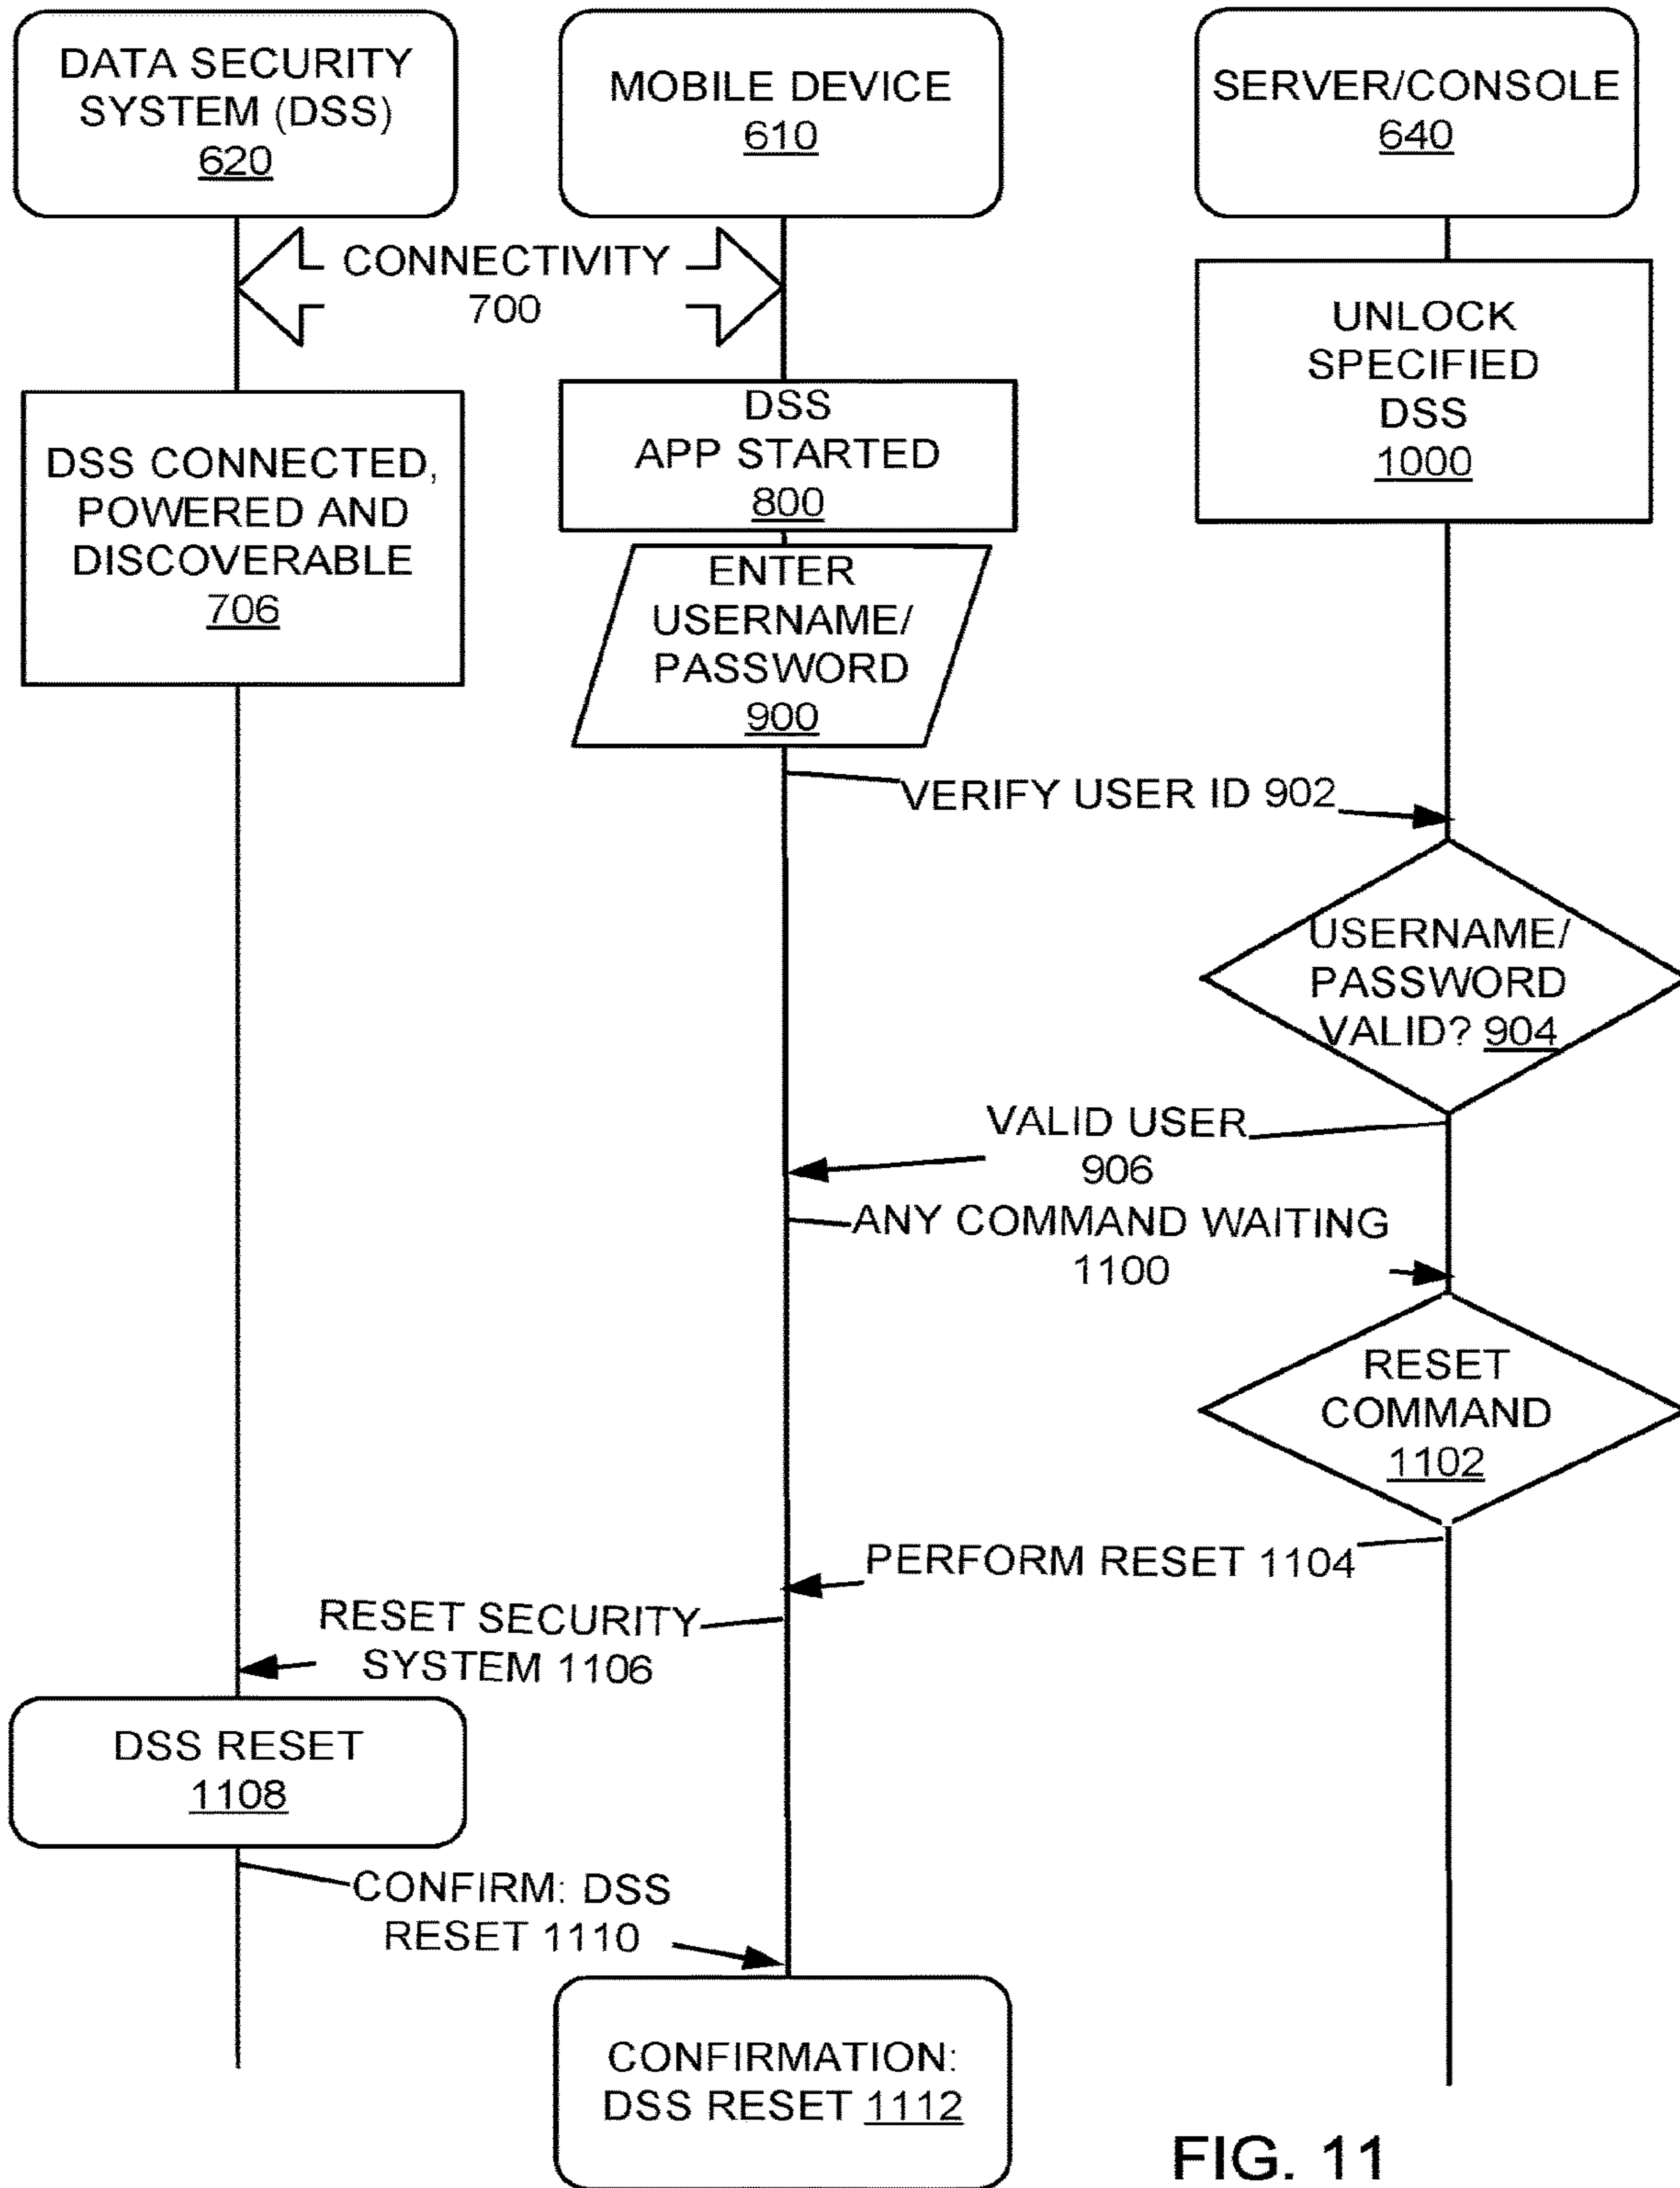 DATA SECURITY
SYSTEM (DSS)
620
MOBILE DEVICE
610
SERVER/CONSOLE
640
CONNECTIVITY
700
UNLOCK
SPECIFIED
DSS
1000
DSS CONNECTED,
POWERED AND
DISCOVERABLE
706
DSS
APP STARTED
800
ENTER
USERNAME/
PASSWORD
900
VERIFY USER ID 902
USERNAME/
PASSWORD
VALID? 904
VALID USER
906
ANY COMMAND WAITING
1100
RESET
COMMAND
1102
PERFORM RESET 1104
RESET SECURITY
SYSTEM 1106
DSS RESET
1108
CONFIRM: DSS
RESET 1110
CONFIRMATION:
DSS RESET 1112
FIG. 11